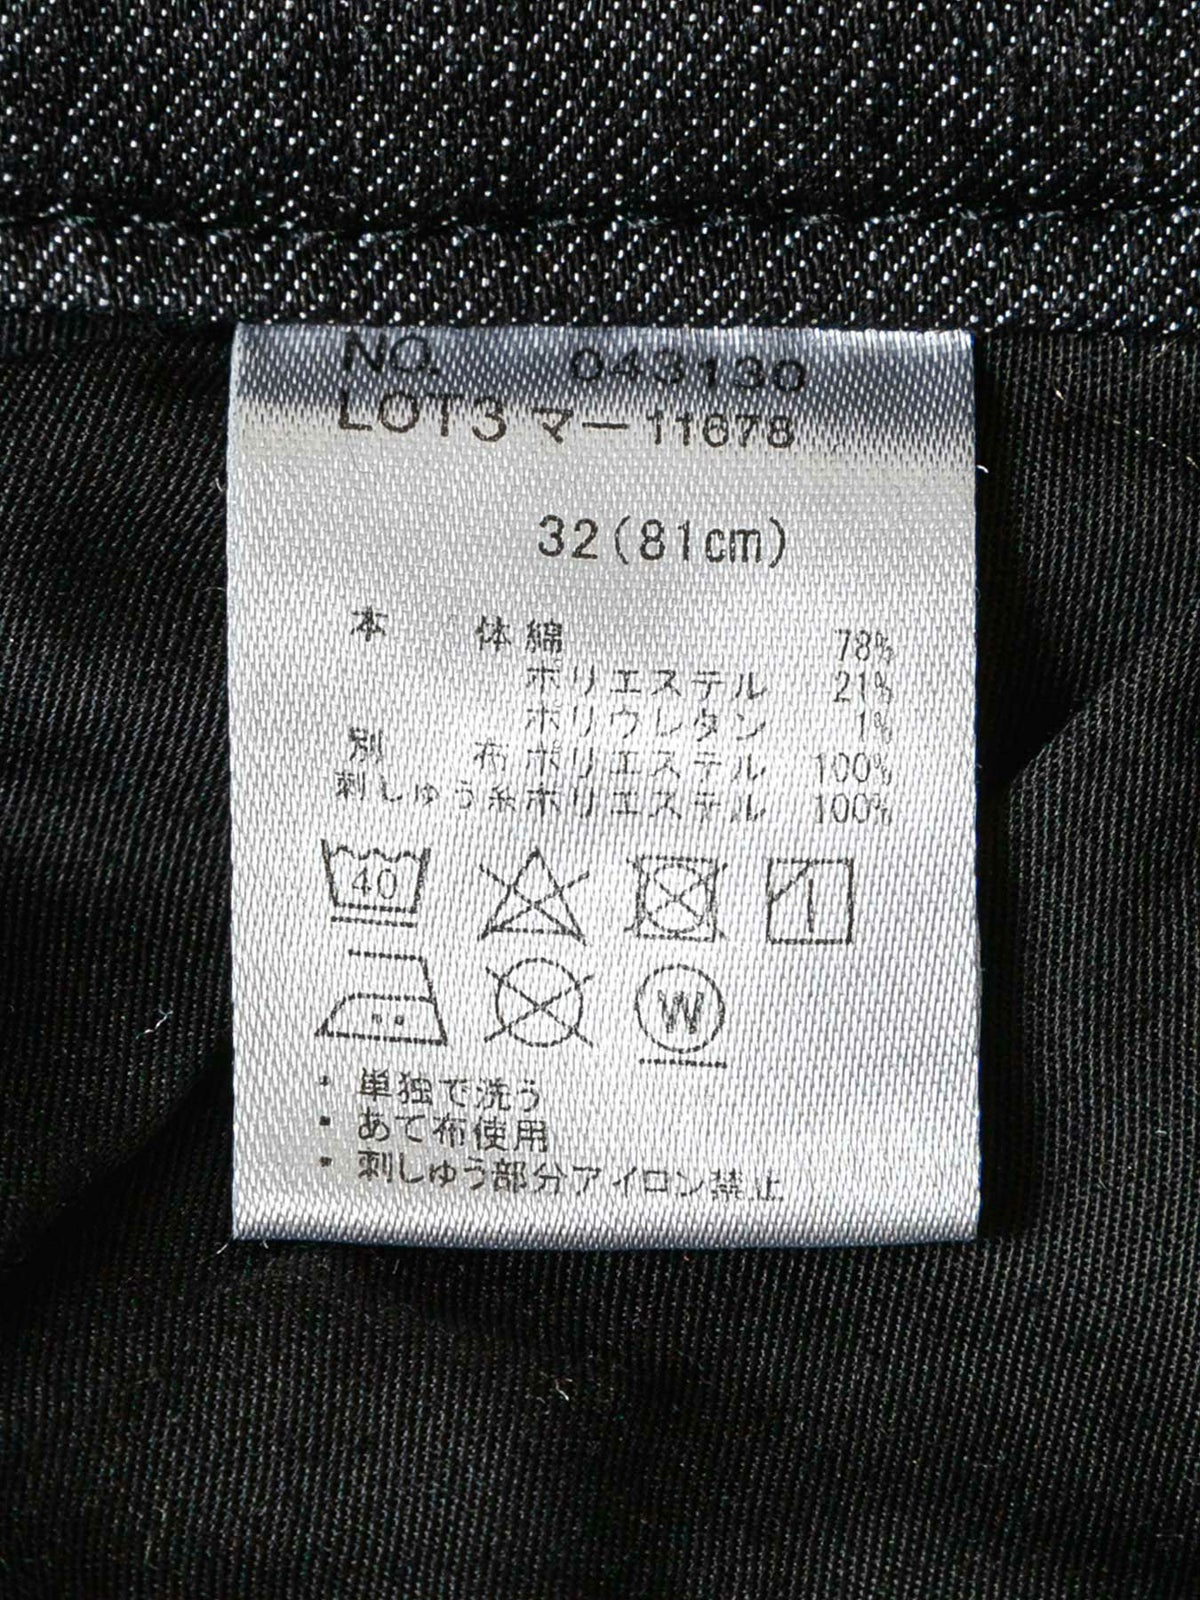 NO. 043130
LOT3 マー11678
32(81cm)
本 体 綿 78%
ポリエステル 21%
ポリウレタン 1%
別 布 ポリエステル 100%
刺しゅう糸 ポリエステル 100%
40
W
・単独で洗う
・あて布使用
・刺しゅう部分アイロン禁止